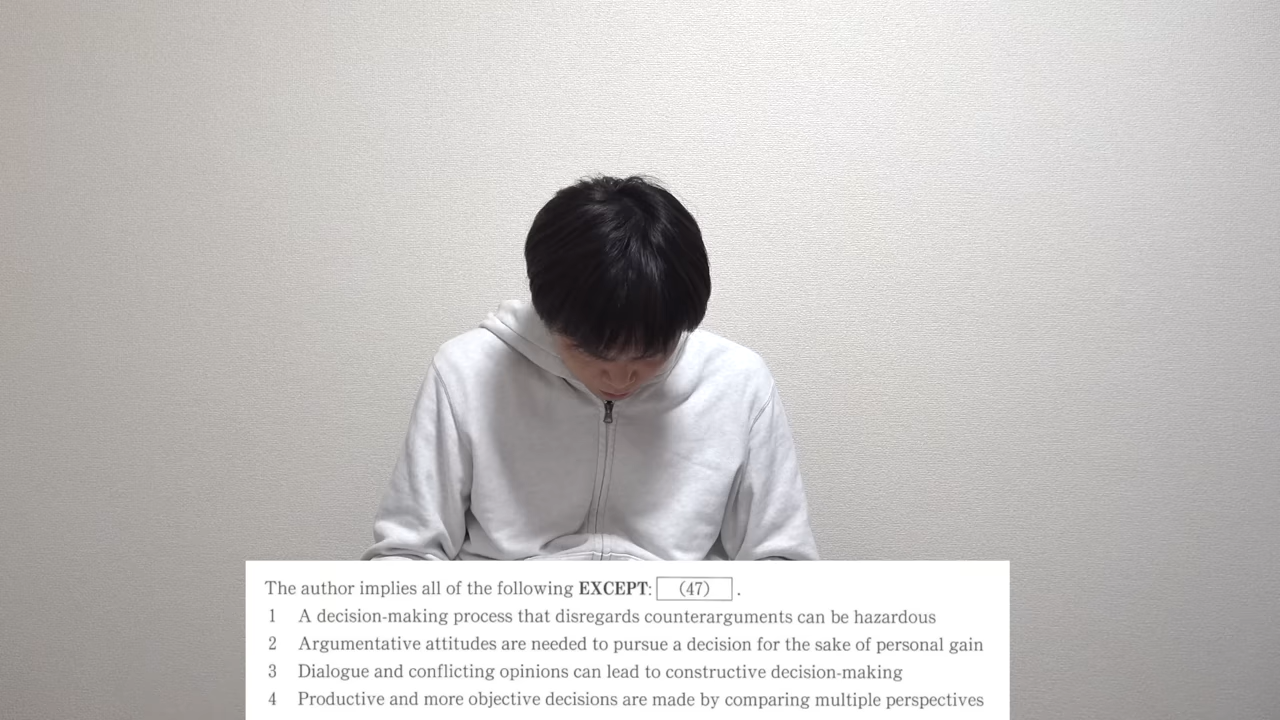 The author implies all of the following EXCEPT: (47) .
1 A decision-making process that disregards counterarguments can be hazardous
2 Argumentative attitudes are needed to pursue a decision for the sake of personal gain
3 Dialogue and conflicting opinions can lead to constructive decision-making
4 Productive and more objective decisions are made by comparing multiple perspectives